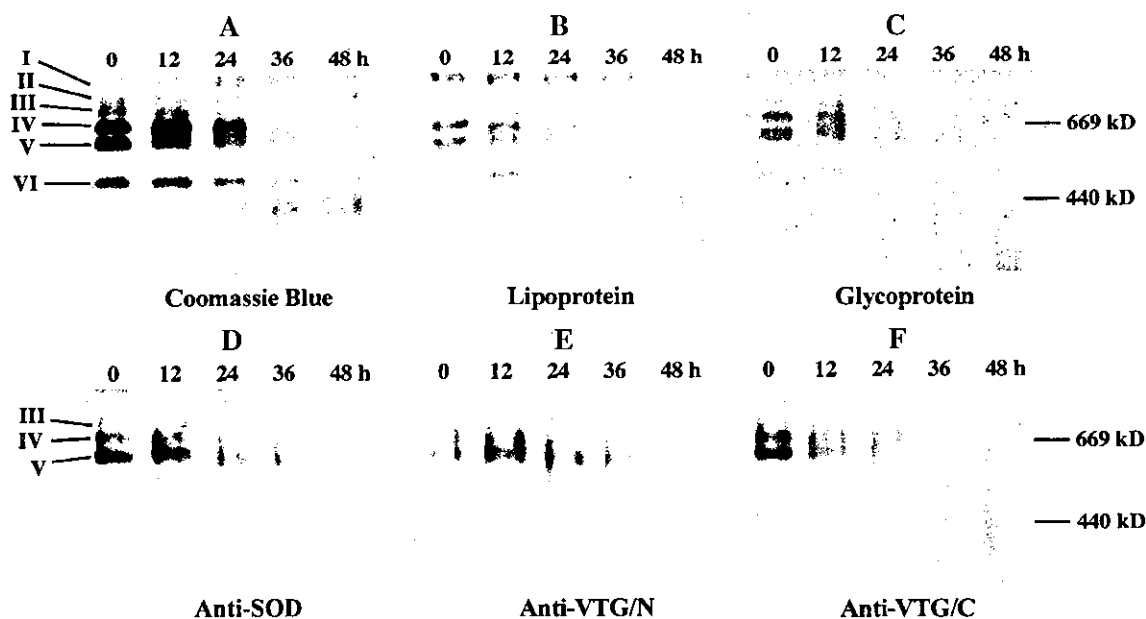 A B C
0 12 24 36 48 h 0 12 24 36 48 h 0 12 24 36 48 h
I
II
III
IV
V
VI
669 kD
440 kD
Coomassie Blue Lipoprotein Glycoprotein
D E F
0 12 24 36 48 h 0 12 24 36 48 h 0 12 24 36 48 h
III
IV
V
669 kD
440 kD
Anti-SOD Anti-VTG/N Anti-VTG/C